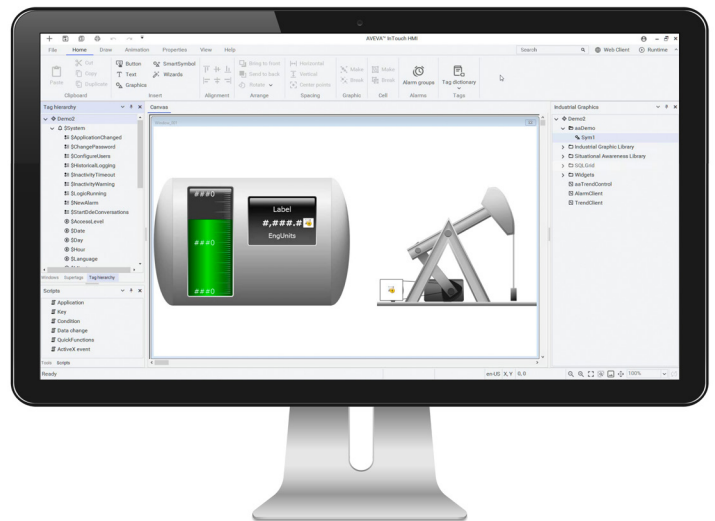 AVEVA™ InTouch HMI
File Home Draw Animation Properties View Help Search Web Client Runtime
Paste
Cut
Copy
Duplicate
Clipboard
Button SmartSymbol
Text Wizards
Graphics
Insert
Alignment
Bring to front
Send to back
Rotate
Arrange
Horizontal
Vertical
Delete points
Spacing
Make
Break
Graphic
Make
Break
Cell
Alarm groups
Alarms
Tag dictionary
Tags
Tag hierarchy
Demo2
$System
$ApplicationChanged
$ChangePassword
$ConfigureUsers
$HistoricalLogging
$InactivityTimeout
$InactivityWarning
$LogicRunning
$NewAlarm
$StartDdeConversations
$AccessLevel
$Date
$Day
$Hour
$Language
Windows Supertags Tag hierarchy
Scripts
Application
Key
Condition
Data change
QuickFunctions
ActiveX event
Tools Scripts
Canvas
###0
###0
###0
Label
#,###.#
EngUnits
Industrial Graphics
Demo2
aaDemo
Sym1
Industrial Graphic Library
Situational Awareness Library
SQLGrid
Widgets
aaTrendControl
AlarmClient
TrendClient
Ready en-US X, Y 0, 0 100%